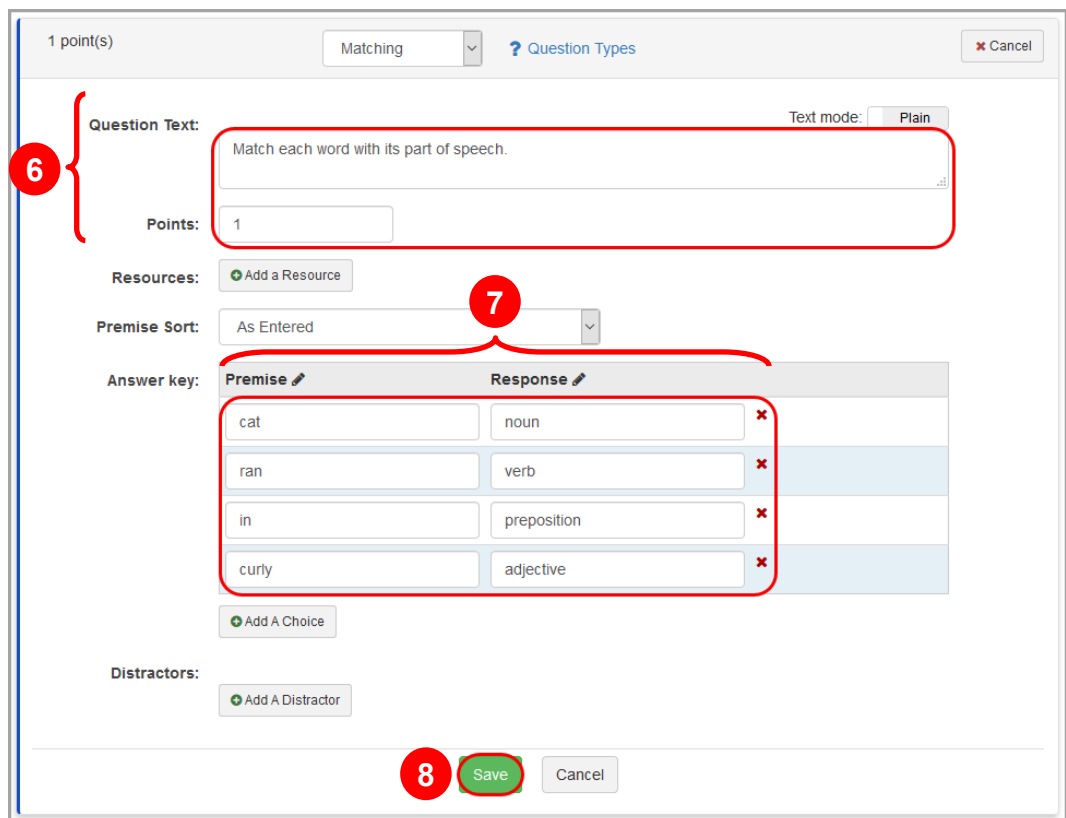 1 point(s) Matching ? Question Types Cancel
Text mode: Plain
Question Text:
Match each word with its part of speech.
6
Points: 1
Resources: Add a Resource
7
Premise Sort: As Entered
Answer key: Premise Response
cat noun
ran verb
in preposition
curly adjective
Add A Choice
Distractors:
Add A Distractor
8 Save Cancel